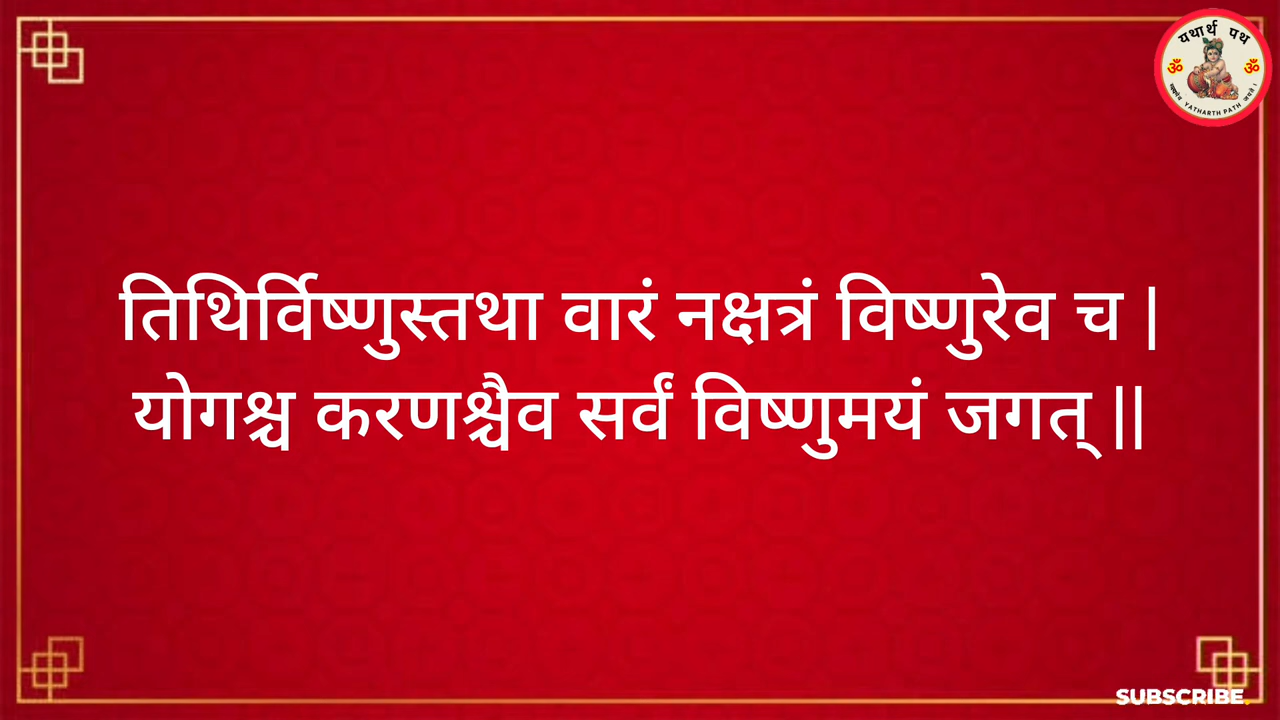 यथार्थ पथ
ॐ ॐ
YATHARTH PATH
तिथिर्विष्णुस्तथा वारं नक्षत्रं विष्णुरेव च |
योगश्च करणश्चैव सर्वं विष्णुमयं जगत् ||
SUBSCRIBE.